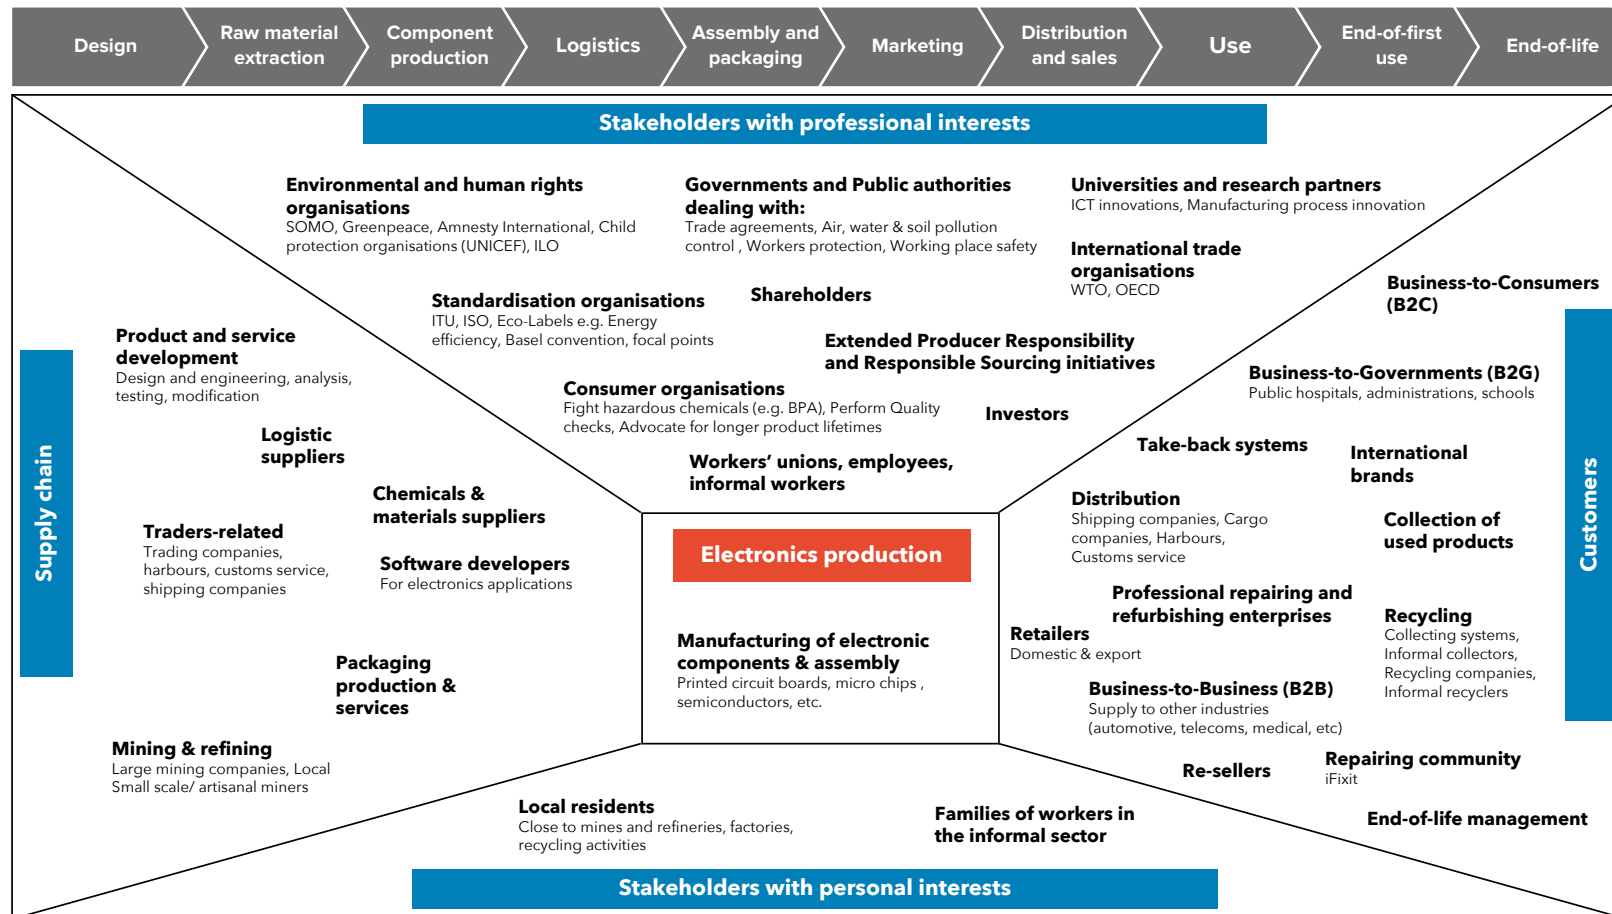 Design
Raw material
extraction
Component
production
Logistics
Assembly and
packaging
Marketing
Distribution
and sales
Use
End-of-first
use
End-of-life
Stakeholders with professional interests
Environmental and human rights
organisations
SOMO, Greenpeace, Amnesty International, Child
protection organisations (UNICEF), ILO
Governments and Public authorities
dealing with:
Trade agreements, Air, water & soil pollution
control , Workers protection, Working place safety
Universities and research partners
ICT innovations, Manufacturing process innovation
International trade
organisations
WTO, OECD
Standardisation organisations
ITU, ISO, Eco-Labels e.g. Energy
efficiency, Basel convention, focal points
Shareholders
Extended Producer Responsibility
and Responsible Sourcing initiatives
Consumer organisations
Fight hazardous chemicals (e.g. BPA), Perform Quality
checks, Advocate for longer product lifetimes
Investors
Workers’ unions, employees,
informal workers
Supply chain
Product and service
development
Design and engineering, analysis,
testing, modification
Logistic
suppliers
Chemicals &
materials suppliers
Traders-related
Trading companies,
harbours, customs service,
shipping companies
Software developers
For electronics applications
Packaging
production &
services
Mining & refining
Large mining companies, Local
Small scale/ artisanal miners
Electronics production
Manufacturing of electronic
components & assembly
Printed circuit boards, micro chips ,
semiconductors, etc.
Customers
Business-to-Consumers
(B2C)
Business-to-Governments (B2G)
Public hospitals, administrations, schools
Take-back systems
International
brands
Distribution
Shipping companies, Cargo
companies, Harbours,
Customs service
Collection of
used products
Professional repairing and
refurbishing enterprises
Retailers
Domestic & export
Recycling
Collecting systems,
Informal collectors,
Recycling companies,
Informal recyclers
Business-to-Business (B2B)
Supply to other industries
(automotive, telecoms, medical, etc)
Re-sellers
Repairing community
iFixit
End-of-life management
Local residents
Close to mines and refineries, factories,
recycling activities
Families of workers in
the informal sector
Stakeholders with personal interests